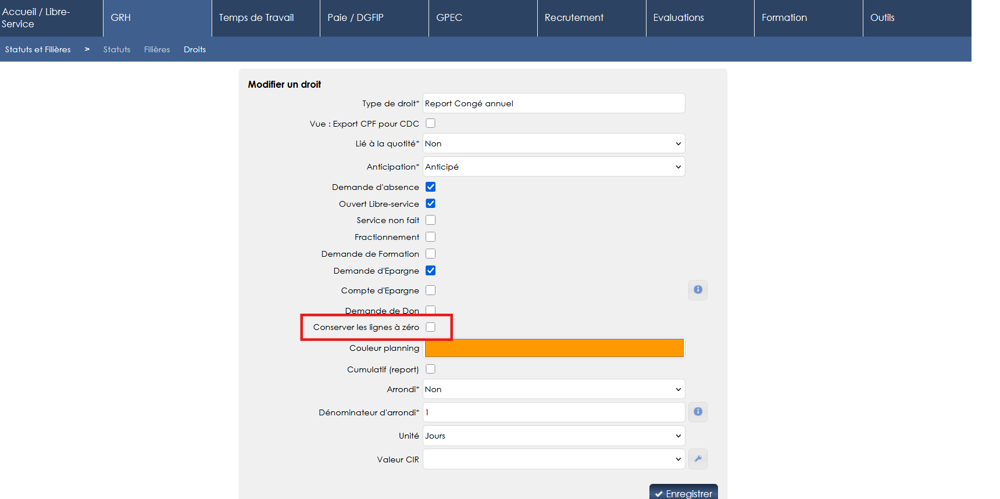 Accueil / Libre-Service
GRH
Temps de Travail
Paie / DGFIP
GPEC
Recrutement
Evaluations
Formation
Outils
Statuts et Filières > Statuts Filières Droits
Modifier un droit
Type de droit* Report Congé annuel
Vue : Export CPF pour CDC
Lié à la quotité* Non
Anticipation* Anticipé
Demande d'absence
Ouvert Libre-service
Service non fait
Fractionnement
Demande de Formation
Demande d'Epargne
Compte d'Epargne
Demande de Don
Conserver les lignes à zéro
Couleur planning
Cumulatif (report)
Arrondi* Non
Dénominateur d'arrondi* 1
Unité Jours
Valeur CIR
Enregistrer